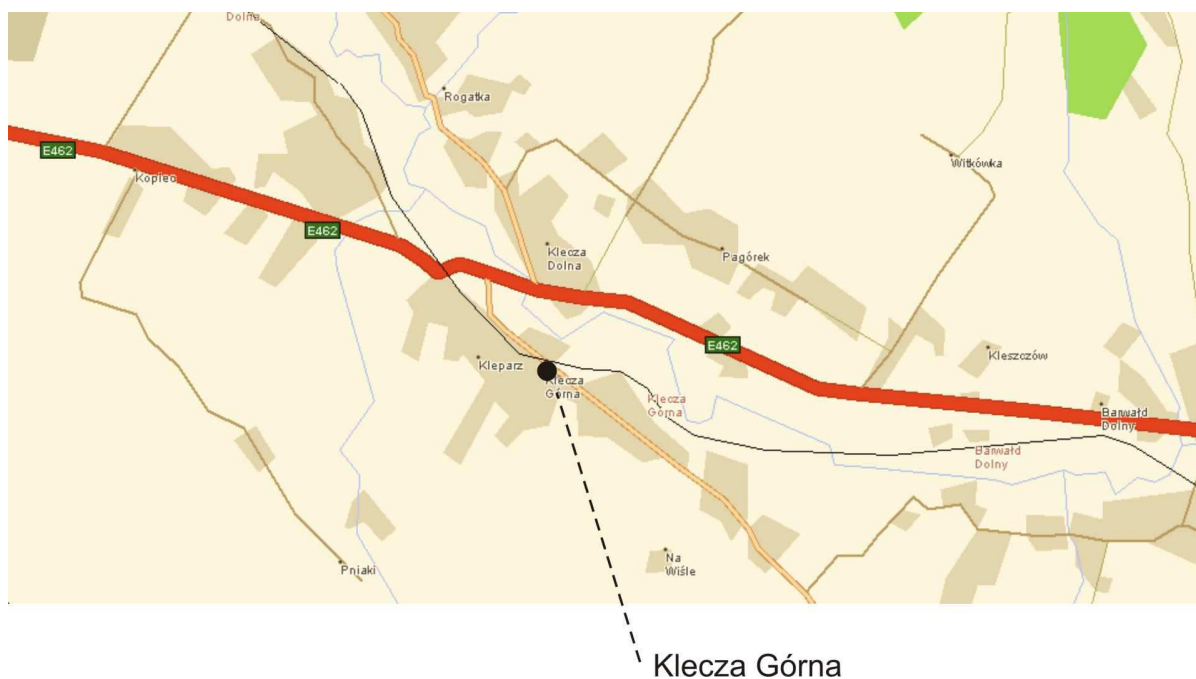 Dolna
Rogatka
E462
Kopiec
Witkówka
E462
Klecza
Dolna
Pagórek
E462
Kleszczów
Kleparz
Klecza
Górna
Klecza
Górna
Barwałd
Dolny
Barwałd
Dolny
Pniaki
Na
Wiśle
Klecza Górna